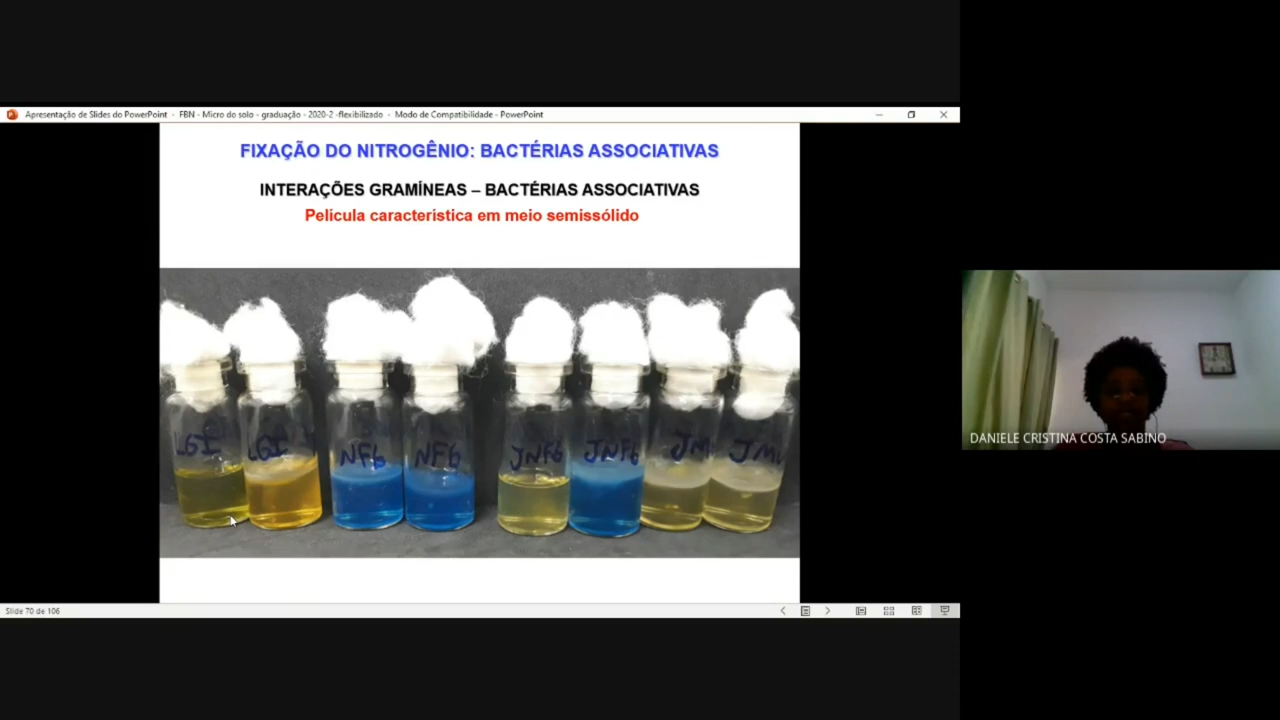 Apresentação de Slides do PowerPoint - FBN - Micro do solo - graduação - 2020-2 -flexibilizado - Modo de Compatibilidade - PowerPoint
FIXAÇÃO DO NITROGÊNIO: BACTÉRIAS ASSOCIATIVAS
INTERAÇÕES GRAMÍNEAS – BACTÉRIAS ASSOCIATIVAS
Película característica em meio semissólido
LGI LGI NFb NFb JNFb JNFb JM JMV
DANIELE CRISTINA COSTA SABINO
Slide 70 de 106